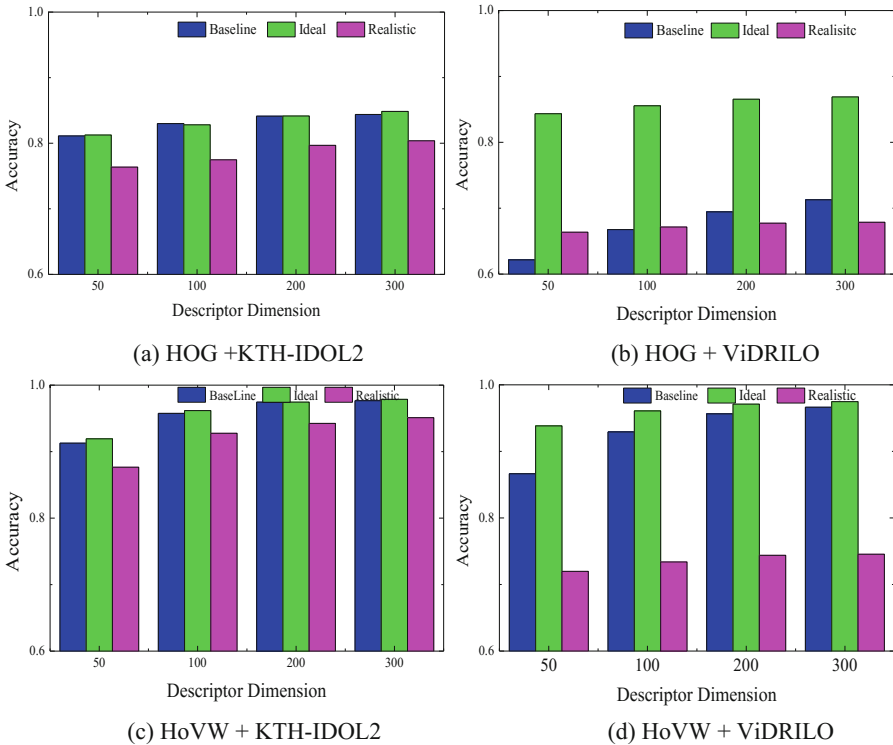 1.0
Baseline Ideal Realistic
0.8
Accuracy
0.6
50 100 200 300
Descriptor Dimension
(a) HOG +KTH-IDOL2
1.0
Baseline Ideal Realisitc
0.8
Accuracy
0.6
50 100 200 300
Descriptor Dimension
(b) HOG + ViDRILO
1.0
BaseLine Ideal Realistic
0.8
Accuracy
0.6
50 100 200 300
Descriptor Dimension
(c) HoVW + KTH-IDOL2
1.0
Baseline Ideal Realistic
0.8
Accuracy
0.6
50 100 200 300
Descriptor Dimension
(d) HoVW + ViDRILO